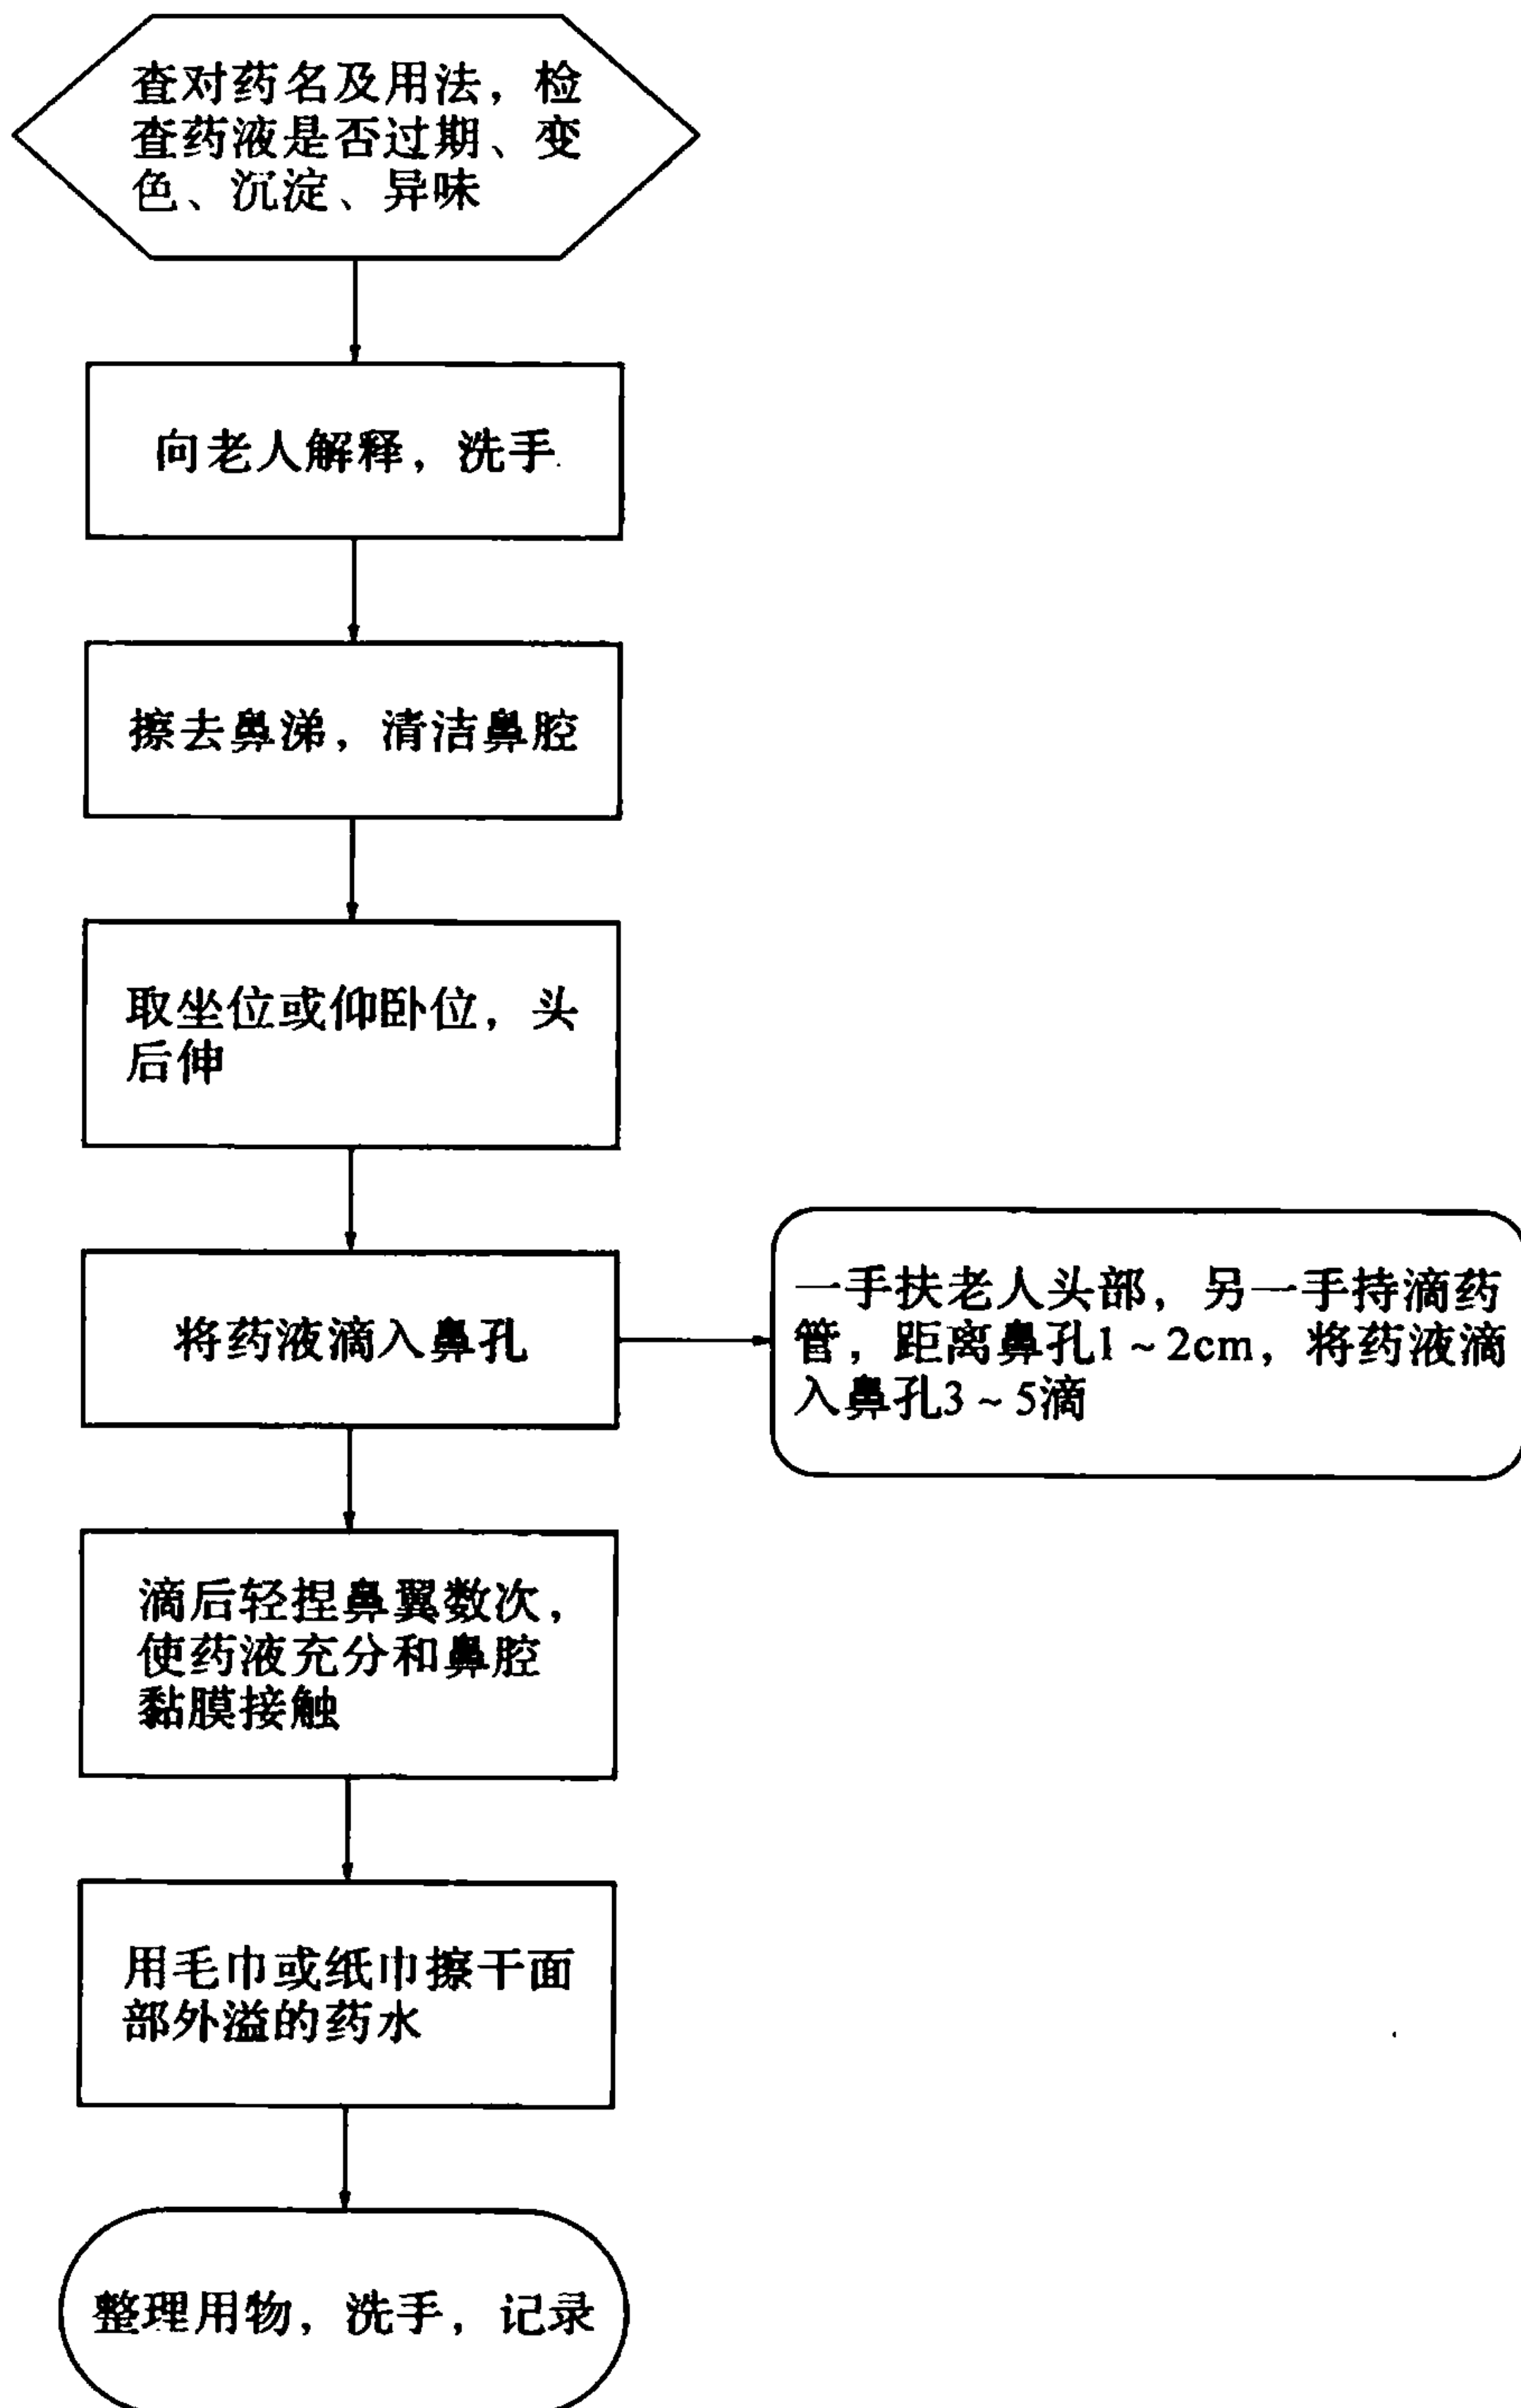 查对药名及用法，检
查药液是否过期、变
色、沉淀、异味
向老人解释，洗手
擦去鼻涕，清洁鼻腔
取坐位或仰卧位，头
后伸
将药液滴入鼻孔
一手扶老人头部，另一手持滴药
管，距离鼻孔1~2cm，将药液滴
入鼻孔3~5滴
滴后轻捏鼻翼数次，
使药液充分和鼻腔
黏膜接触
用毛巾或纸巾擦干面
部外溢的药水
整理用物，洗手，记录